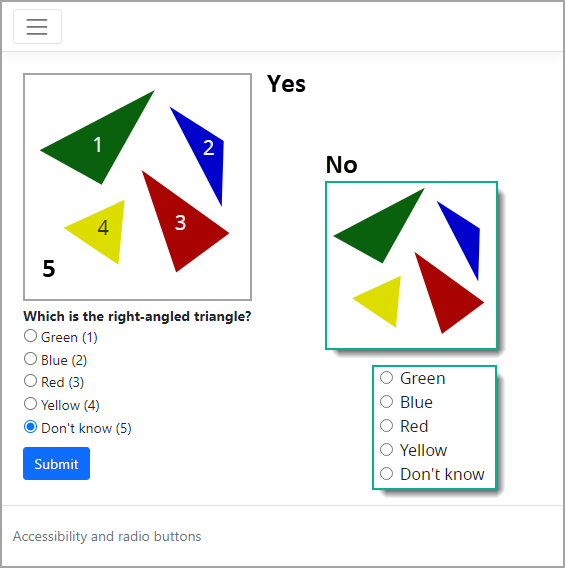 1
2
3
4
5
Which is the right-angled triangle?
Green (1)
Blue (2)
Red (3)
Yellow (4)
Don't know (5)
Submit
Yes
No
Green
Blue
Red
Yellow
Don't know
Accessibility and radio buttons